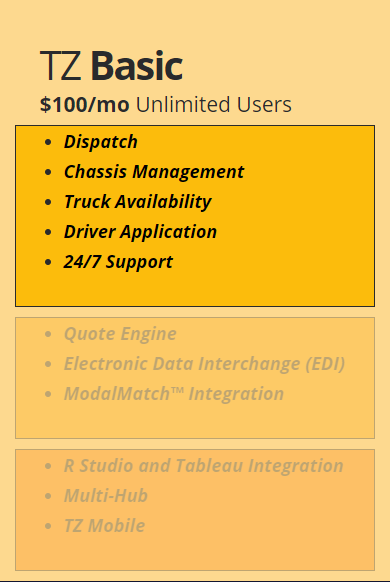 TZ Basic
$100/mo Unlimited Users
• Dispatch
• Chassis Management
• Truck Availability
• Driver Application
• 24/7 Support
• Quote Engine
• Electronic Data Interchange (EDI)
• ModalMatch™ Integration
• R Studio and Tableau Integration
• Multi-Hub
• TZ Mobile